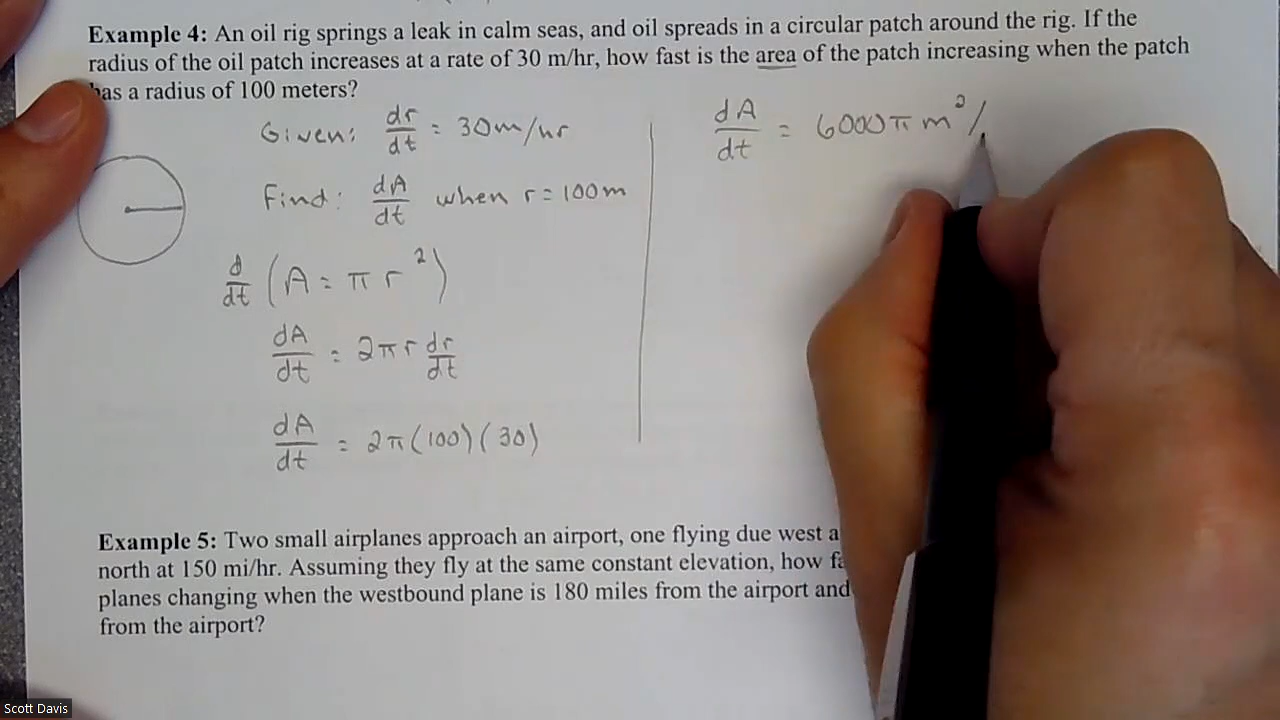 Example 4: An oil rig springs a leak in calm seas, and oil spreads in a circular patch around the rig. If the
radius of the oil patch increases at a rate of 30 m/hr, how fast is the area of the patch increasing when the patch
has a radius of 100 meters?
Given: dr/dt = 30m/hr
Find: dA/dt when r = 100m
d/dt (A = πr²)
dA/dt = 2πr dr/dt
dA/dt = 2π(100)(30)
dA/dt = 6000π m²/
Example 5: Two small airplanes approach an airport, one flying due west a
north at 150 mi/hr. Assuming they fly at the same constant elevation, how fa
planes changing when the westbound plane is 180 miles from the airport and
from the airport?
Scott Davis